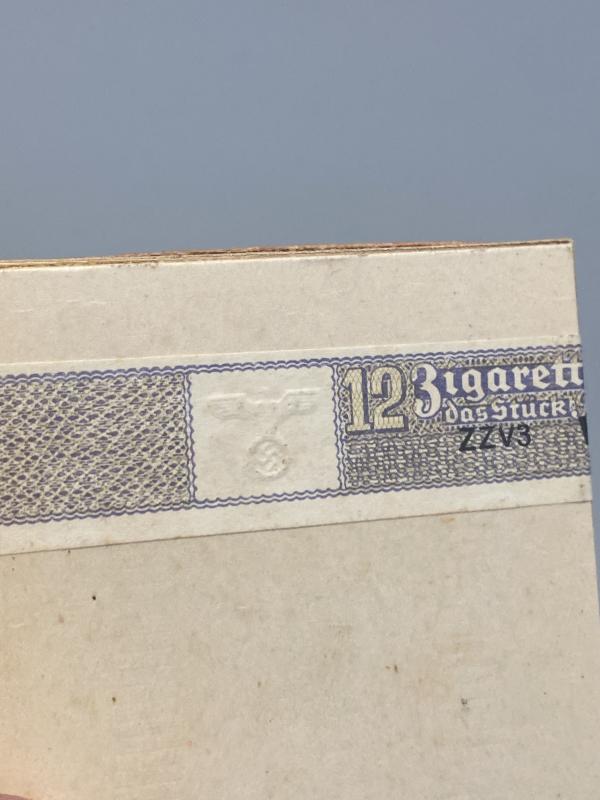 12 Zigarett
das Stück
ZZV3